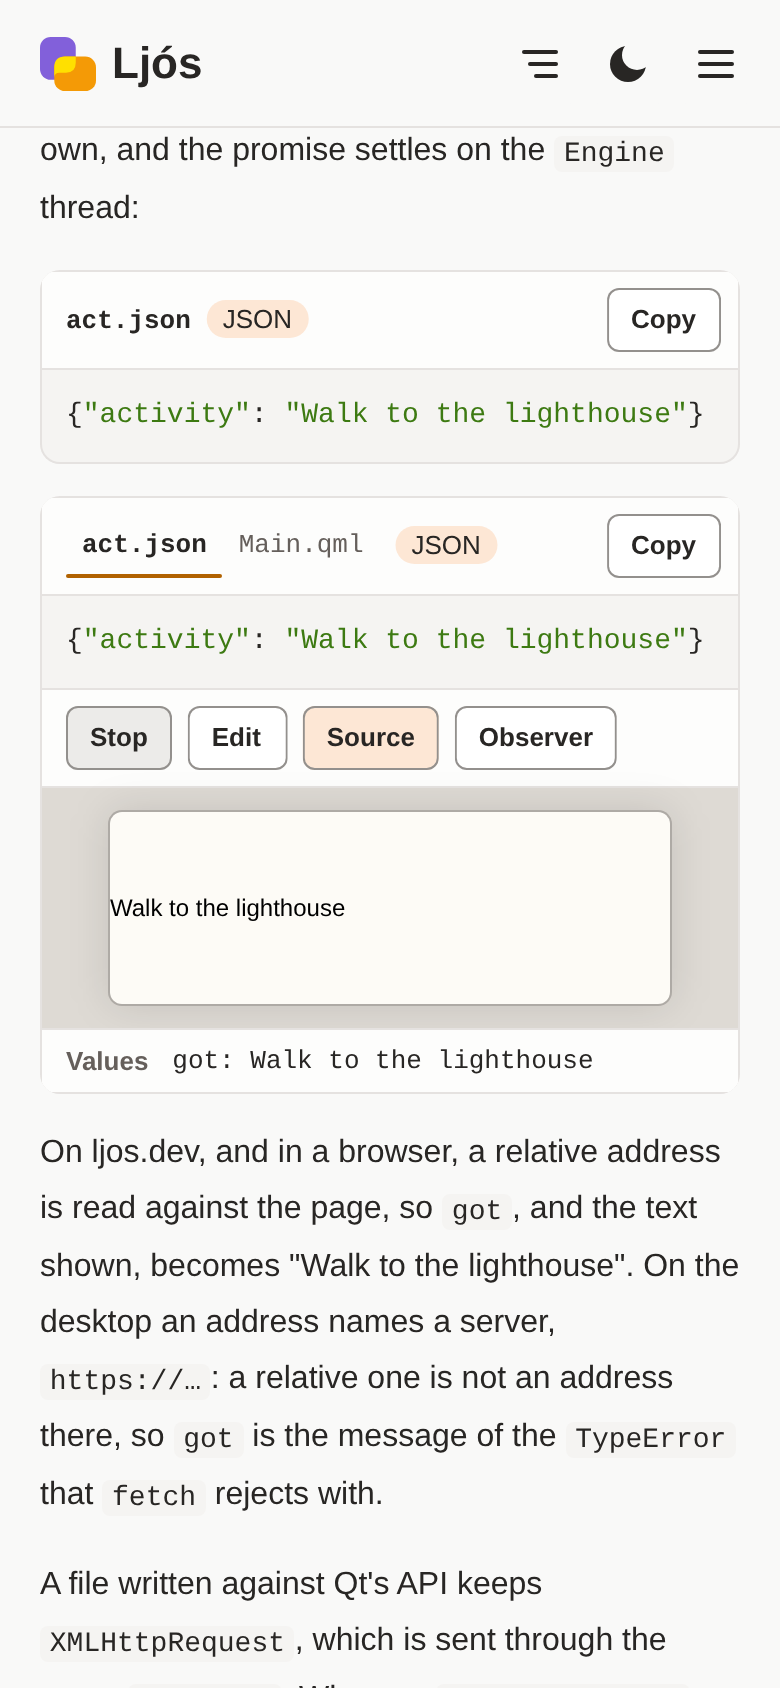 Ljós
own, and the promise settles on the Engine
thread:
act.json JSON Copy
{"activity": "Walk to the lighthouse"}
act.json Main.qml JSON Copy
{"activity": "Walk to the lighthouse"}
Stop Edit Source Observer
Walk to the lighthouse
Values got: Walk to the lighthouse
On ljos.dev, and in a browser, a relative address
is read against the page, so got, and the text
shown, becomes "Walk to the lighthouse". On the
desktop an address names a server,
https://…: a relative one is not an address
there, so got is the message of the TypeError
that fetch rejects with.
A file written against Qt's API keeps
XMLHttpRequest, which is sent through the